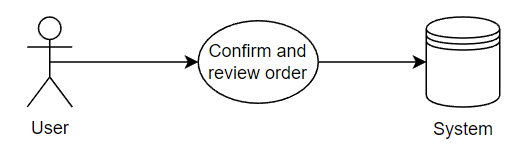 Confirm and
review order
User
System